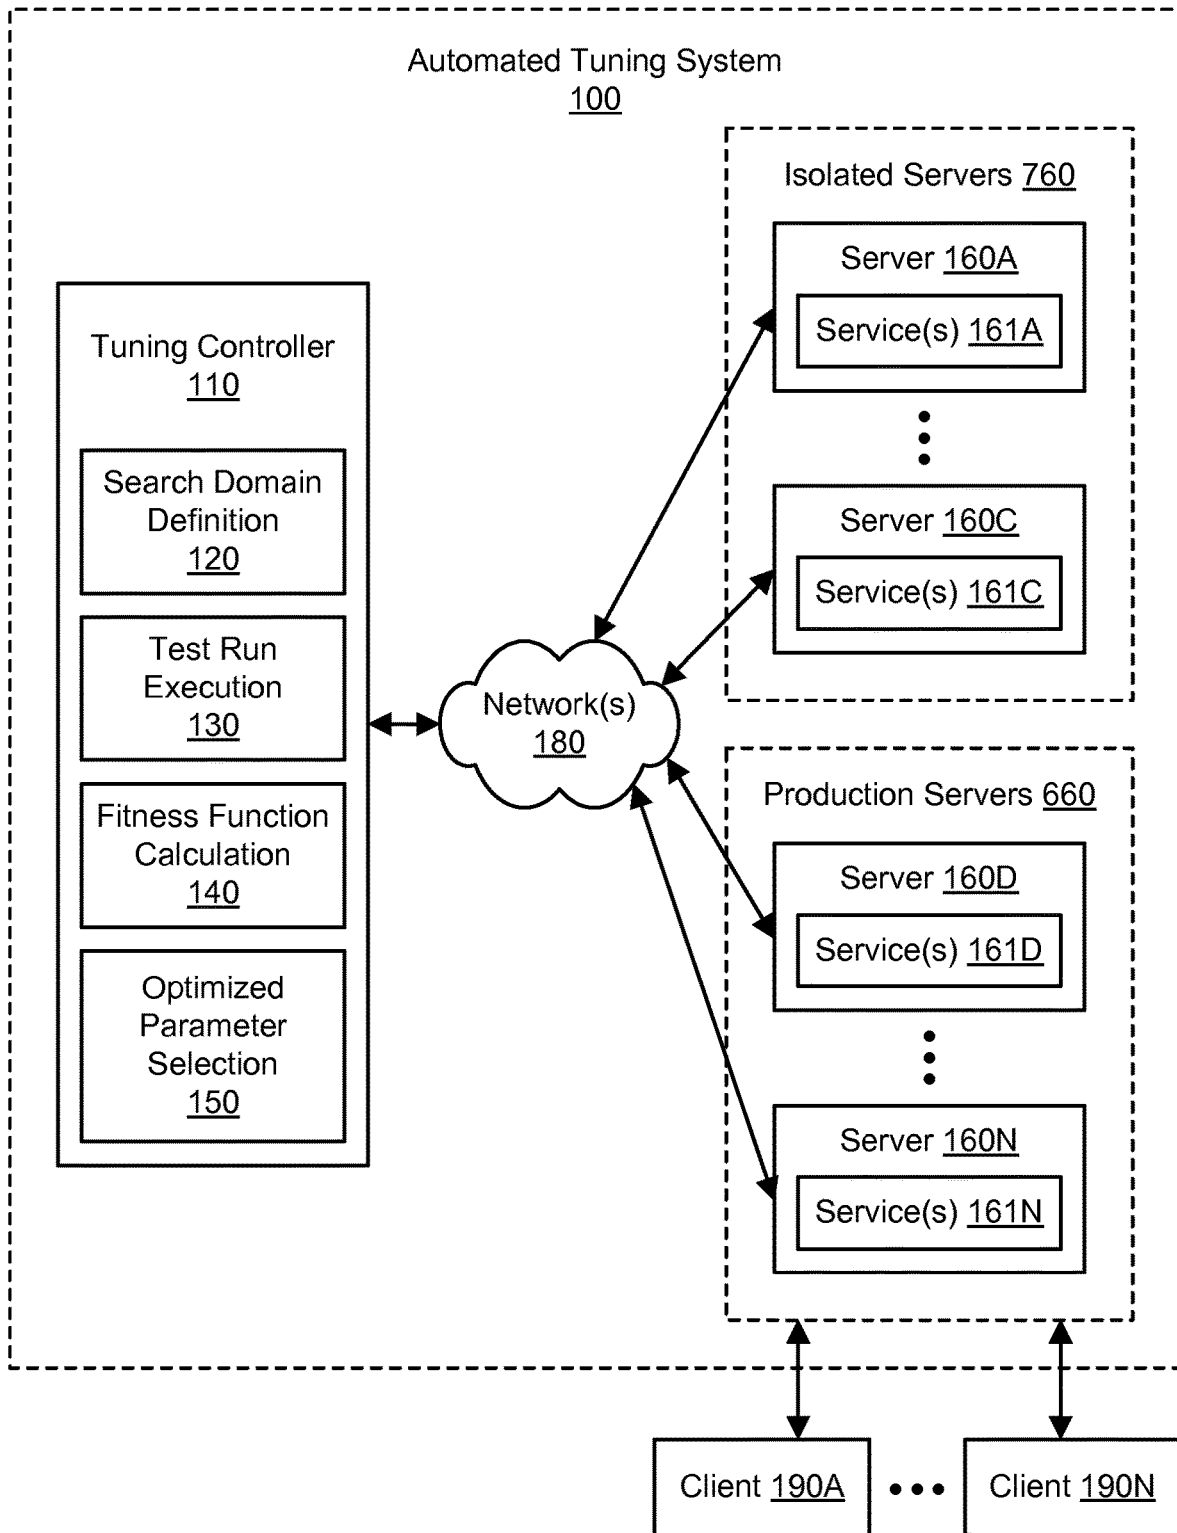 Automated Tuning System
100
Isolated Servers 760
Server 160A
Service(s) 161A
Server 160C
Service(s) 161C
Tuning Controller
110
Search Domain
Definition
120
Test Run
Execution
130
Fitness Function
Calculation
140
Optimized
Parameter
Selection
150
Network(s)
180
Production Servers 660
Server 160D
Service(s) 161D
Server 160N
Service(s) 161N
Client 190A
Client 190N